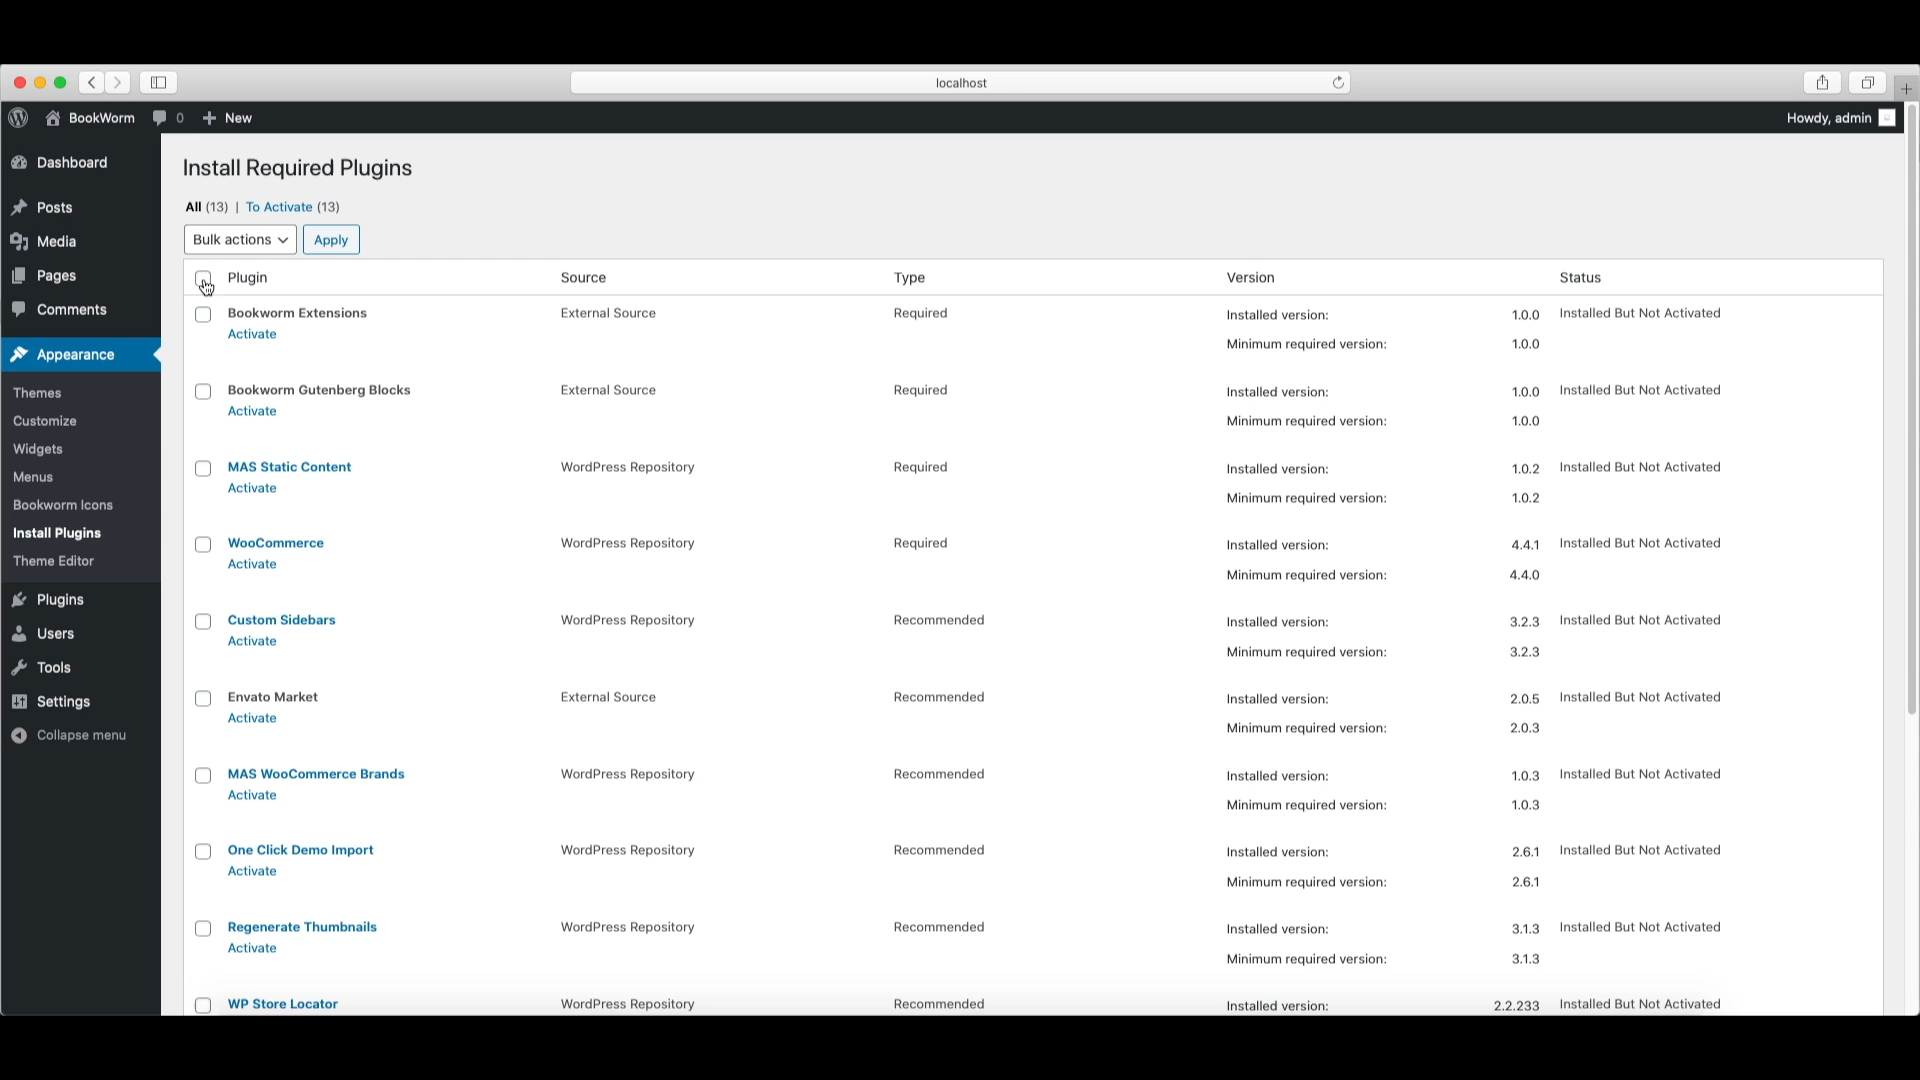 localhost
BookWorm 0 New Howdy, admin
Dashboard
Posts
Media
Pages
Comments
Appearance
Themes
Customize
Widgets
Menus
Bookworm Icons
Install Plugins
Theme Editor
Plugins
Users
Tools
Settings
Collapse menu
Install Required Plugins
All (13) | To Activate (13)
Bulk actions Apply
Plugin Source Type Version Status
Bookworm Extensions External Source Required Installed version: 1.0.0 Installed But Not Activated
Activate Minimum required version: 1.0.0
Bookworm Gutenberg Blocks External Source Required Installed version: 1.0.0 Installed But Not Activated
Activate Minimum required version: 1.0.0
MAS Static Content WordPress Repository Required Installed version: 1.0.2 Installed But Not Activated
Activate Minimum required version: 1.0.2
WooCommerce WordPress Repository Required Installed version: 4.4.1 Installed But Not Activated
Activate Minimum required version: 4.4.0
Custom Sidebars WordPress Repository Recommended Installed version: 3.2.3 Installed But Not Activated
Activate Minimum required version: 3.2.3
Envato Market External Source Recommended Installed version: 2.0.5 Installed But Not Activated
Activate Minimum required version: 2.0.3
MAS WooCommerce Brands WordPress Repository Recommended Installed version: 1.0.3 Installed But Not Activated
Activate Minimum required version: 1.0.3
One Click Demo Import WordPress Repository Recommended Installed version: 2.6.1 Installed But Not Activated
Activate Minimum required version: 2.6.1
Regenerate Thumbnails WordPress Repository Recommended Installed version: 3.1.3 Installed But Not Activated
Activate Minimum required version: 3.1.3
WP Store Locator WordPress Repository Recommended Installed version: 2.2.233 Installed But Not Activated